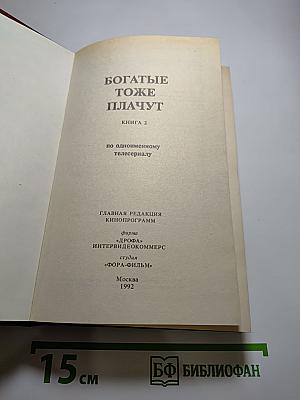 БОГАТЫЕ
ТОЖЕ
ПЛАЧУТ
КНИГА 2
по одноименному
телесериалу
ГЛАВНАЯ РЕДАКЦИЯ
КИНОПРОГРАММ
фирма
«ДРОФА»
ИНТЕРВИДЕОКОММЕРС
студия
«ФОРА-ФИЛЬМ»
Москва
1992
15 см
БФ БИБЛИОФАН